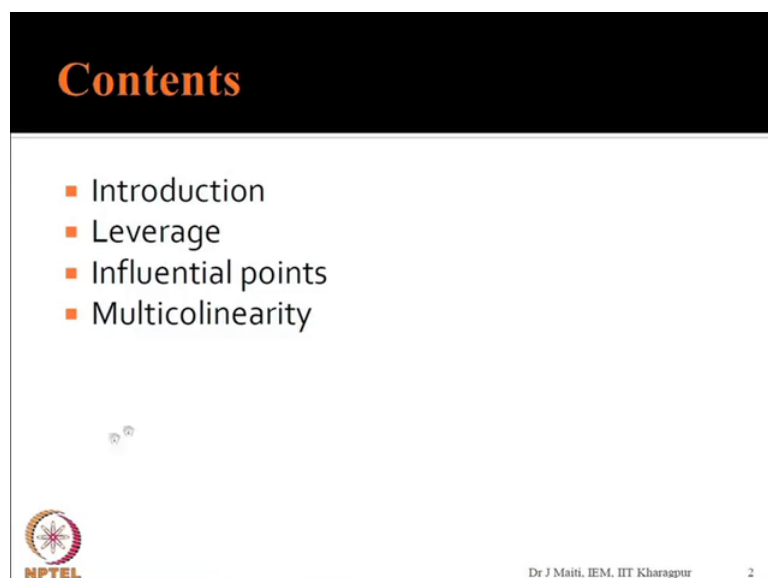 Contents
Introduction
Leverage
Influential points
Multicolinearity
NPTEL
Dr J Maiti, IEM, IIT Kharagpur 2